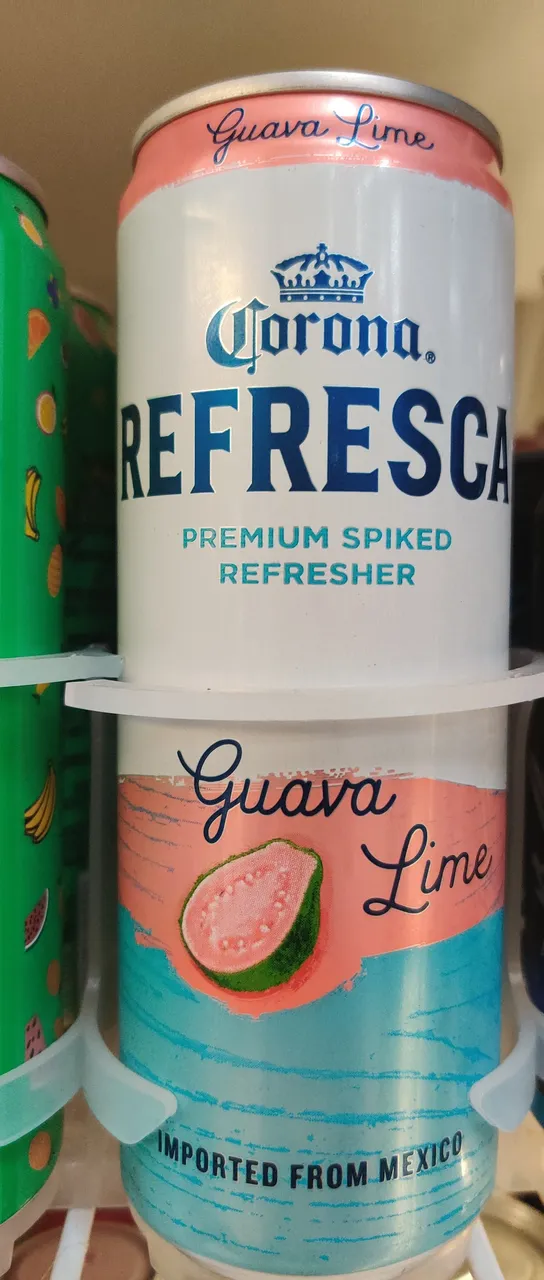 Guava Lime
Corona®
REFRESCA
PREMIUM SPIKED
REFRESHER
Guava
Lime
IMPORTED FROM MEXICO